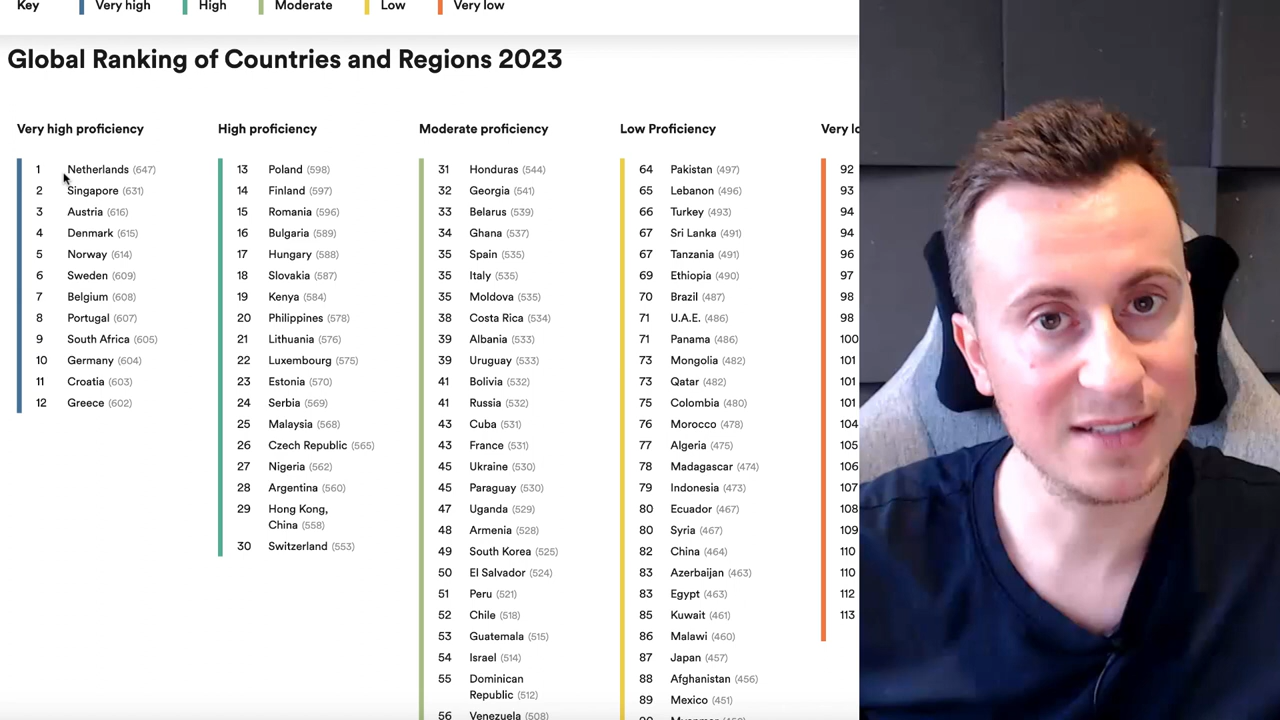 Key Very high High Moderate Low Very low
Global Ranking of Countries and Regions 2023
Very high proficiency
1 Netherlands (647)
2 Singapore (631)
3 Austria (616)
4 Denmark (615)
5 Norway (614)
6 Sweden (609)
7 Belgium (608)
8 Portugal (607)
9 South Africa (605)
10 Germany (604)
11 Croatia (603)
12 Greece (602)
High proficiency
13 Poland (598)
14 Finland (597)
15 Romania (596)
16 Bulgaria (589)
17 Hungary (588)
18 Slovakia (587)
19 Kenya (584)
20 Philippines (578)
21 Lithuania (576)
22 Luxembourg (575)
23 Estonia (570)
24 Serbia (569)
25 Malaysia (568)
26 Czech Republic (565)
27 Nigeria (562)
28 Argentina (560)
29 Hong Kong,
China (558)
30 Switzerland (553)
Moderate proficiency
31 Honduras (544)
32 Georgia (541)
33 Belarus (539)
34 Ghana (537)
35 Spain (535)
35 Italy (535)
35 Moldova (535)
38 Costa Rica (534)
39 Albania (533)
39 Uruguay (533)
41 Bolivia (532)
41 Russia (532)
43 Cuba (531)
43 France (531)
45 Ukraine (530)
45 Paraguay (530)
47 Uganda (529)
48 Armenia (528)
49 South Korea (525)
50 El Salvador (524)
51 Peru (521)
52 Chile (518)
53 Guatemala (515)
54 Israel (514)
55 Dominican
Republic (512)
56 Venezuela (508)
Low Proficiency
64 Pakistan (497)
65 Lebanon (496)
66 Turkey (493)
67 Sri Lanka (491)
67 Tanzania (491)
69 Ethiopia (490)
70 Brazil (487)
71 U.A.E. (486)
71 Panama (486)
73 Mongolia (482)
73 Qatar (482)
75 Colombia (480)
76 Morocco (478)
77 Algeria (475)
78 Madagascar (474)
79 Indonesia (473)
80 Ecuador (467)
80 Syria (467)
82 China (464)
83 Azerbaijan (463)
83 Egypt (463)
85 Kuwait (461)
86 Malawi (460)
87 Japan (457)
88 Afghanistan (456)
89 Mexico (451)
Very
92
93
94
94
96
97
98
98
100
101
101
101
104
105
106
107
108
109
110
110
112
113